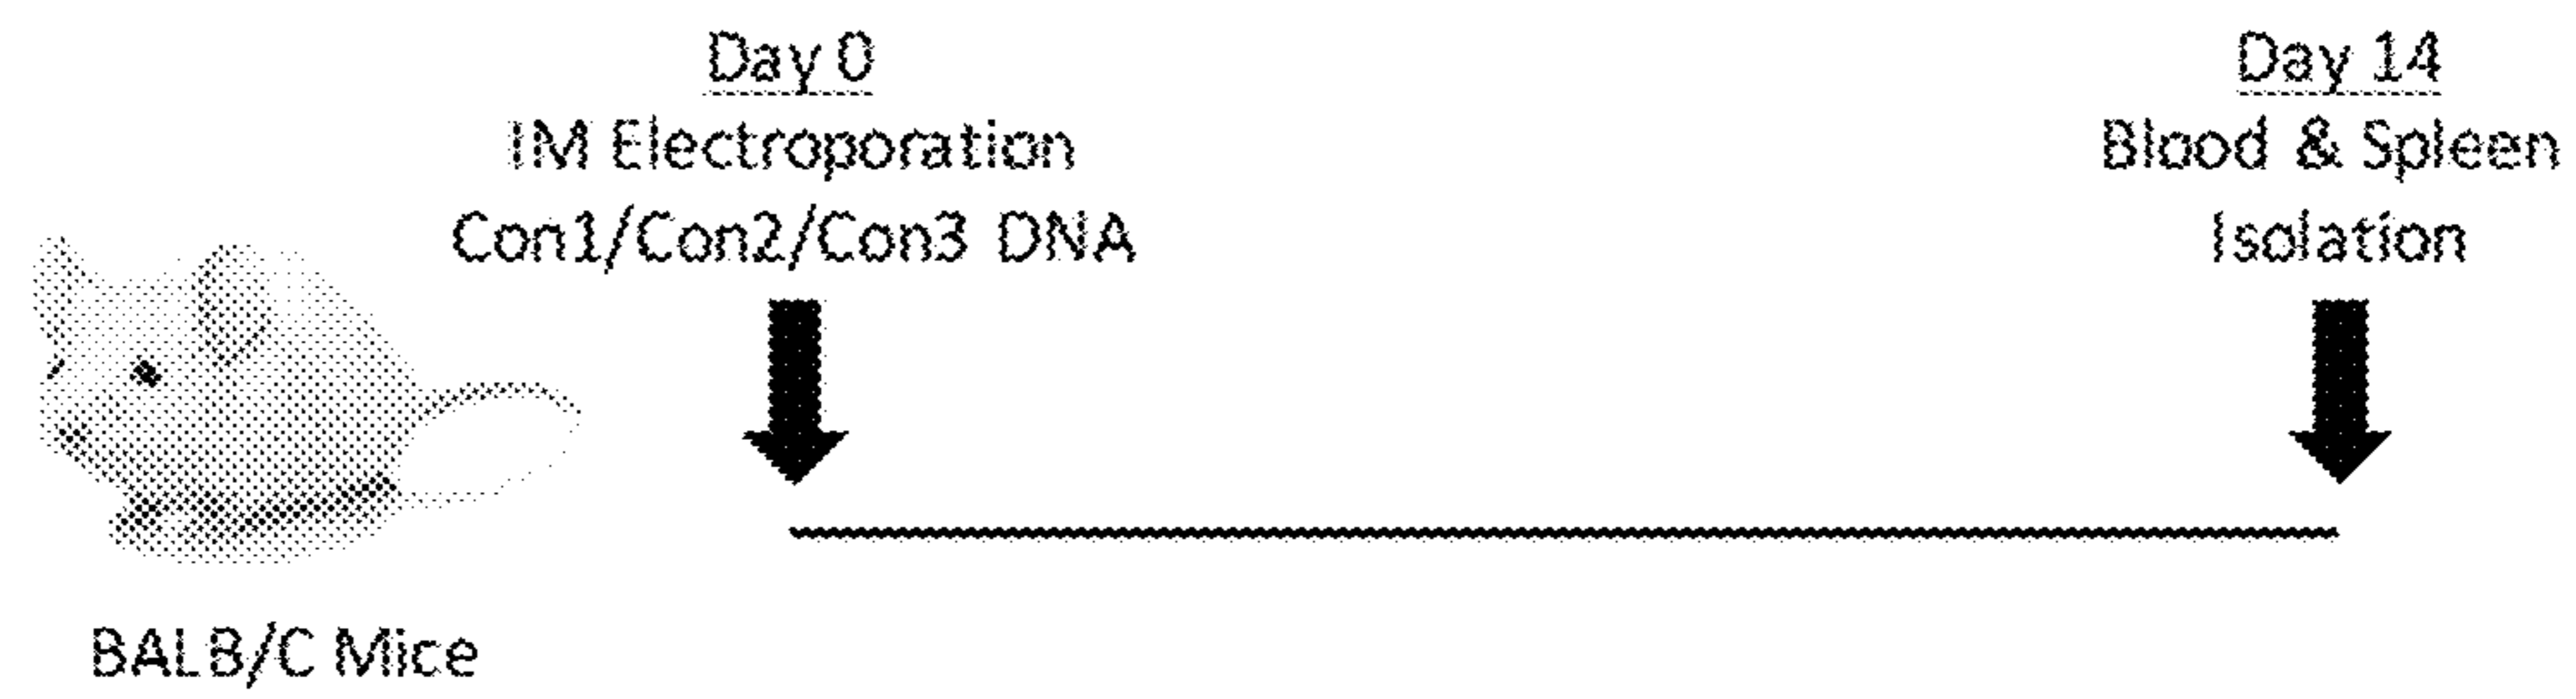 Day 0
IM Electroporation
Con1/Con2/Con3 DNA
Day 14
Blood & Spleen
Isolation
BALB/C Mice